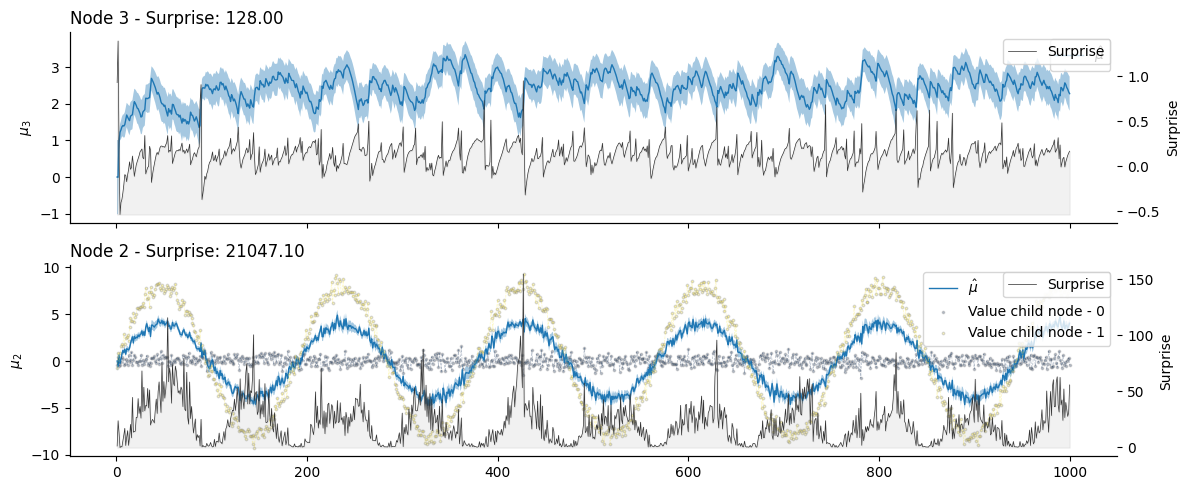 Node 3 - Surprise: 128.00
Surprise
3
2
1
0
−1
μ3
1.0
0.5
0.0
−0.5
Surprise
Node 2 - Surprise: 21047.10
μ̂
Value child node - 0
Value child node - 1
Surprise
10
5
0
−5
−10
μ2
150
100
50
0
Surprise
0
200
400
600
800
1000